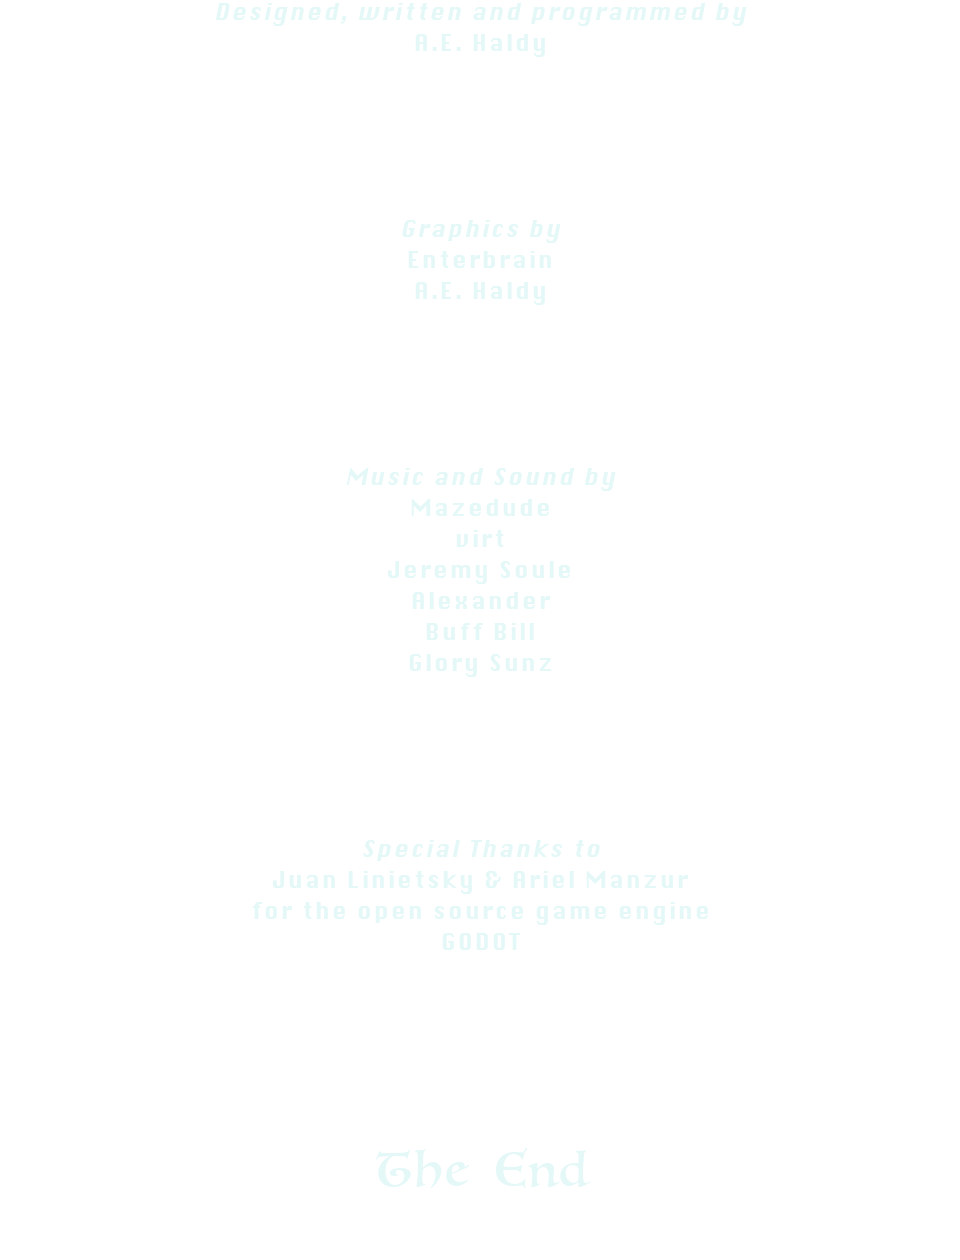 Designed, written and programmed by
A.E. Haldy
Graphics by
Enterbrain
A.E. Haldy
Music and Sound by
Mazedude
virt
Jeremy Soule
Alexander
Buff Bill
Glory Sunz
Special Thanks to
Juan Linietsky & Ariel Manzur
for the open source game engine
GODOT
The End